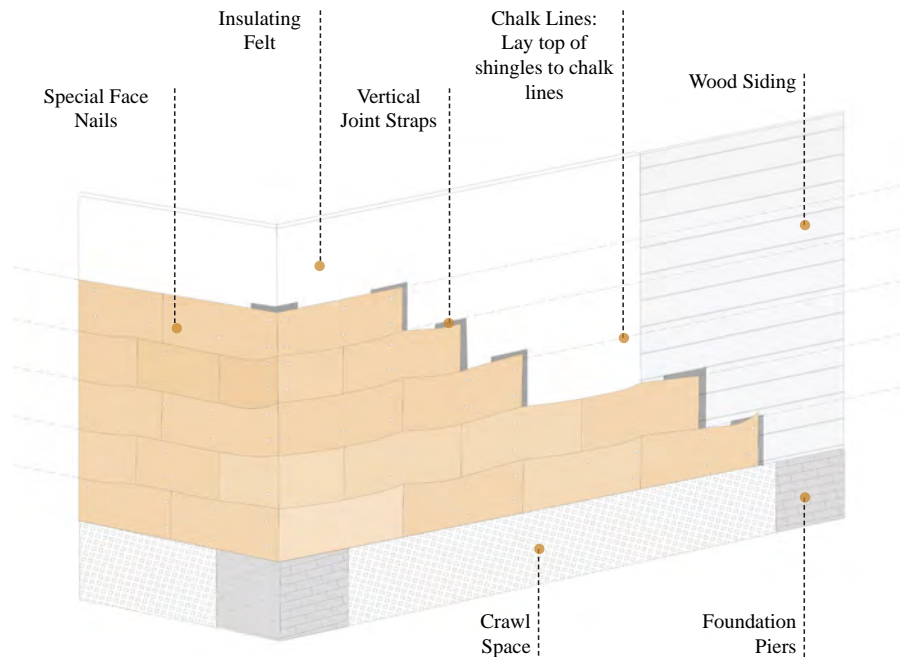 Insulating
Felt
Chalk Lines:
Lay top of
shingles to chalk
lines
Special Face
Nails
Vertical
Joint Straps
Wood Siding
Crawl
Space
Foundation
Piers